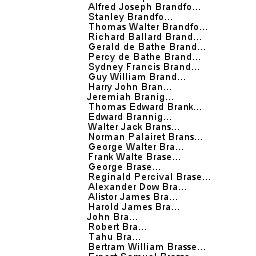 Alfred Joseph Brandfo...
Stanley Brandfo...
Thomas Walter Brandfo...
Richard Ballard Brand...
Gerald de Bathe Brand...
Percy de Bathe Brand...
Sydney Francis Brand...
Guy William Brand...
Harry John Bran...
Jeremiah Branig...
Thomas Edward Brank...
Edward Brannig...
Walter Jack Brans...
Norman Palairet Brans...
George Walter Bra...
Frank Walte Brase...
George Brase...
Reginald Percival Brase...
Alexander Dow Bra...
Alistor James Bra...
Harold James Bra...
John Bra...
Robert Bra...
Tahu Bra...
Bertram William Brasse...